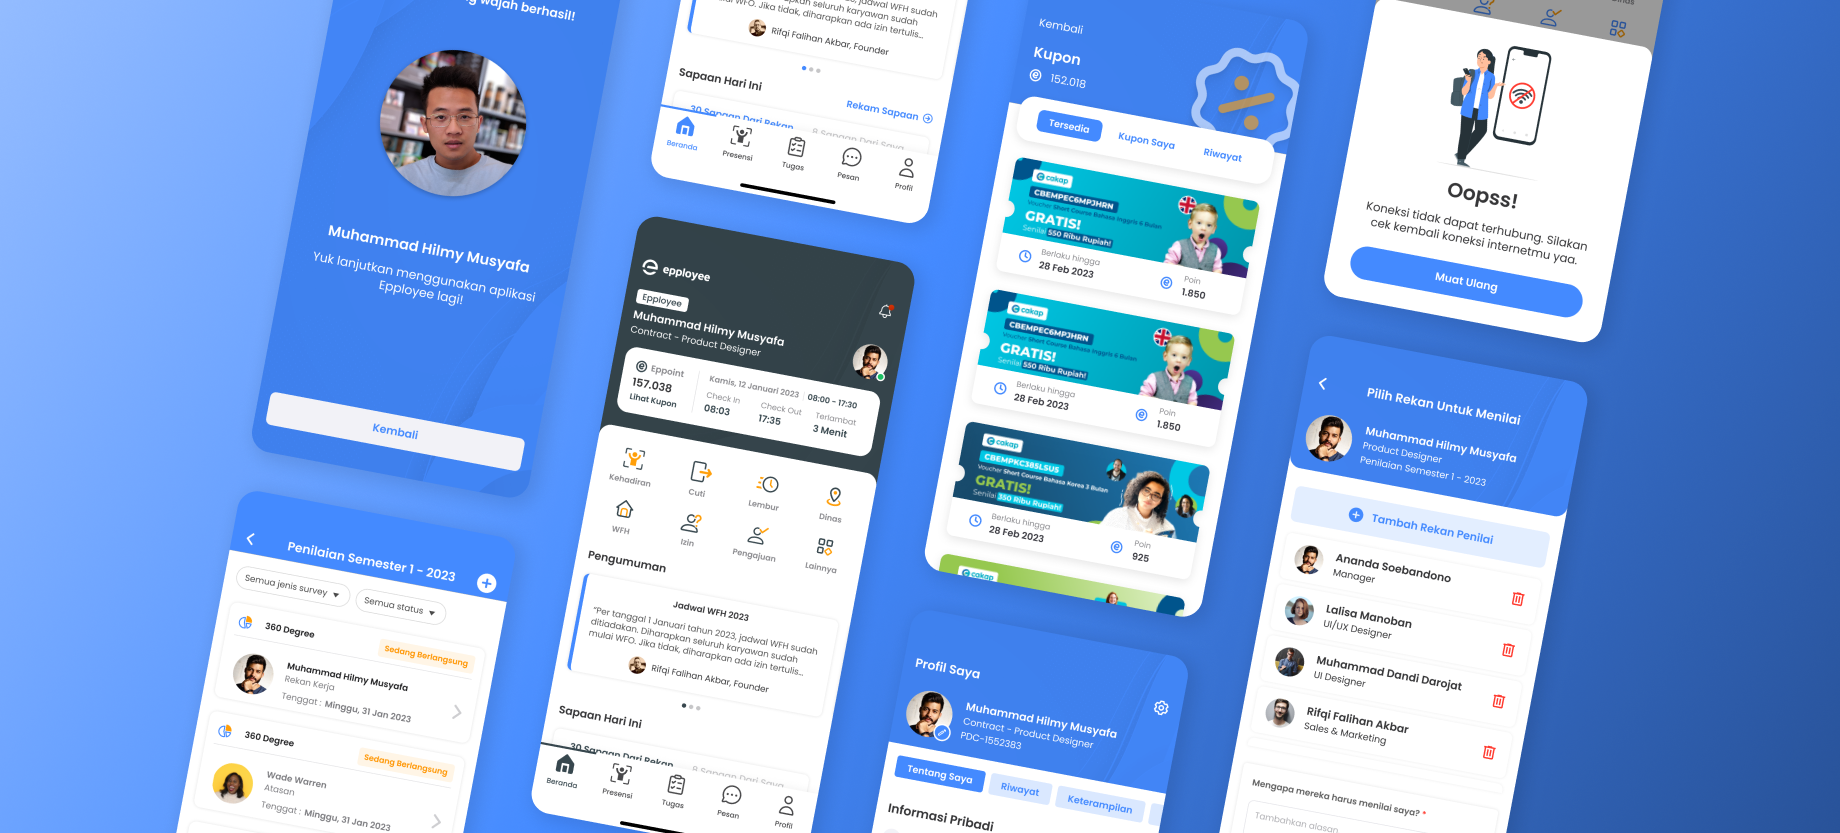 wajah berhasil!
Muhammad Hilmy Musyafa
Yuk lanjutkan menggunakan aplikasi
Epployee lagi!
Kembali
Penilaian Semester 1 - 2023
Semua jenis survey
Semua status
360 Degree
Sedang Berlangsung
Muhammad Hilmy Musyafa
Rekan Kerja
Tenggat : Minggu, 31 Jan 2023
360 Degree
Sedang Berlangsung
Wade Warren
Atasan
Tenggat : Minggu, 31 Jan 2023
, jadwal WFH sudah
seluruh karyawan sudah
mulai WFO. Jika tidak, diharapkan ada izin tertulis...
Rifqi Falihan Akbar, Founder
Sapaan Hari Ini
Rekam Sapaan
30 Sapaan Dari Rekan
8 Sapaan Dari Saya
Beranda
Presensi
Tugas
Pesan
Profil
epployee
Epployee
Muhammad Hilmy Musyafa
Contract - Product Designer
Eppoint
157.038
Lihat Kupon
Kamis, 12 Januari 2023
08:00 - 17:30
Check In
08:03
Check Out
17:35
Terlambat
3 Menit
Kehadiran
Cuti
Lembur
Dinas
WFH
Izin
Pengajuan
Lainnya
Pengumuman
Jadwal WFH 2023
"Per tanggal 1 Januari tahun 2023, jadwal WFH sudah
ditiadakan. Diharapkan seluruh karyawan sudah
mulai WFO. Jika tidak, diharapkan ada izin tertulis...
Rifqi Falihan Akbar, Founder
Sapaan Hari Ini
30 Sapaan Dari Rekan
8 Sapaan Dari Saya
Beranda
Presensi
Tugas
Pesan
Profil
Kembali
Kupon
152.018
Tersedia
Kupon Saya
Riwayat
cakap
CBEMPEC6MPJHRN
Voucher Short Course Bahasa Inggris 6 Bulan
GRATIS!
Senilai 550 Ribu Rupiah!
Berlaku hingga
28 Feb 2023
Poin
1.850
cakap
CBEMPEC6MPJHRN
Voucher Short Course Bahasa Inggris 6 Bulan
GRATIS!
Senilai 550 Ribu Rupiah!
Berlaku hingga
28 Feb 2023
Poin
1.850
cakap
CBEMPKC385LSUS
Voucher Short Course Bahasa Korea 3 Bulan
GRATIS!
Senilai 350 Ribu Rupiah!
Berlaku hingga
28 Feb 2023
Poin
925
cakap
Profil Saya
Muhammad Hilmy Musyafa
Contract - Product Designer
PDC-1552383
Tentang Saya
Riwayat
Keterampilan
Informasi Pribadi
Dinas
Oopss!
Koneksi tidak dapat terhubung. Silakan
cek kembali koneksi internetmu yaa.
Muat Ulang
Pilih Rekan Untuk Menilai
Muhammad Hilmy Musyafa
Product Designer
Penilaian Semester 1 - 2023
Tambah Rekan Penilai
Ananda Soebandono
Manager
Lalisa Manoban
UI/UX Designer
Muhammad Dandi Darojat
UI Designer
Rifqi Falihan Akbar
Sales & Marketing
Mengapa mereka harus menilai saya? *
Tambahkan alasan